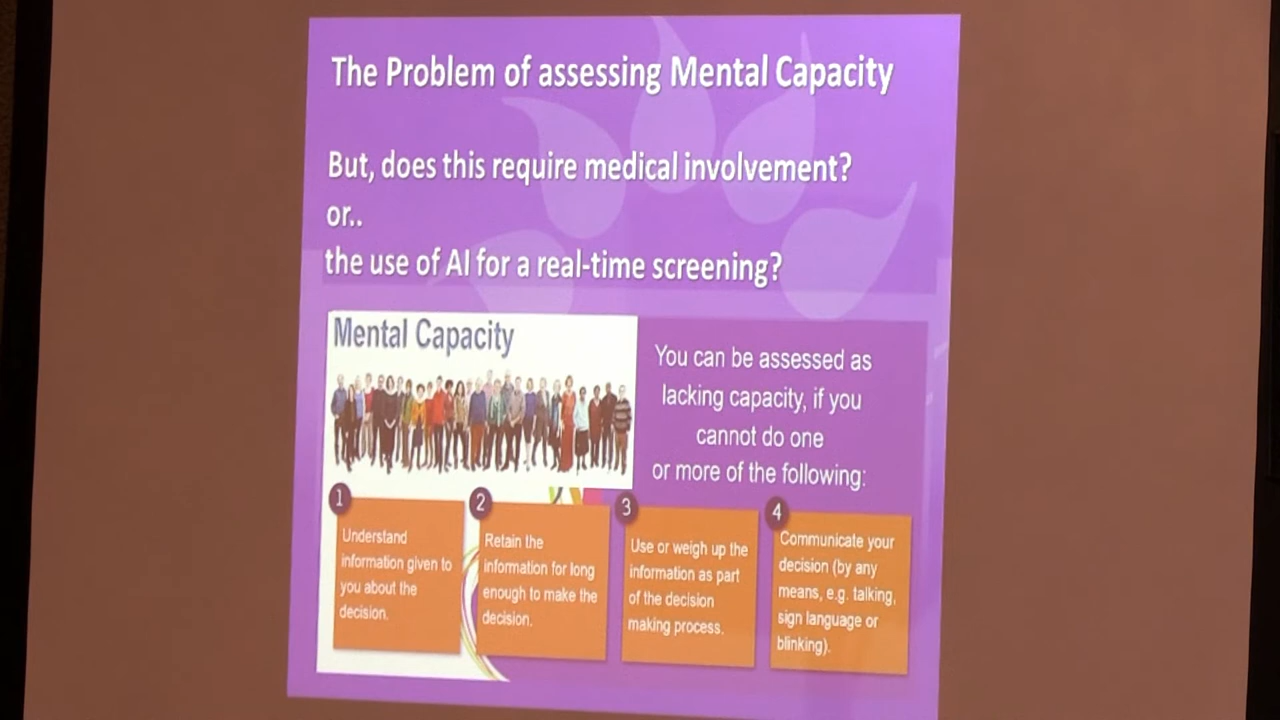 The Problem of assessing Mental Capacity
But, does this require medical involvement?
or..
the use of AI for a real-time screening?
Mental Capacity
You can be assessed as
lacking capacity, if you
cannot do one
or more of the following:
1
Understand
information given to
you about the
decision.
2
Retain the
information for long
enough to make the
decision.
3
Use or weigh up the
information as part
of the decision
making process.
4
Communicate your
decision (by any
means, e.g. talking,
sign language or
blinking).